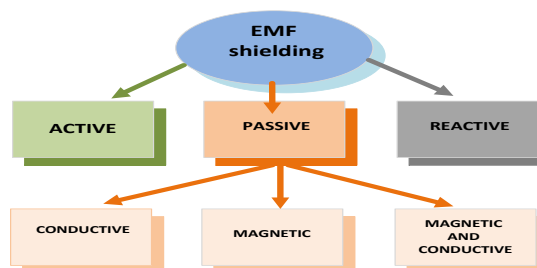 EMF
shielding
ACTIVE
PASSIVE
REACTIVE
CONDUCTIVE
MAGNETIC
MAGNETIC
AND
CONDUCTIVE